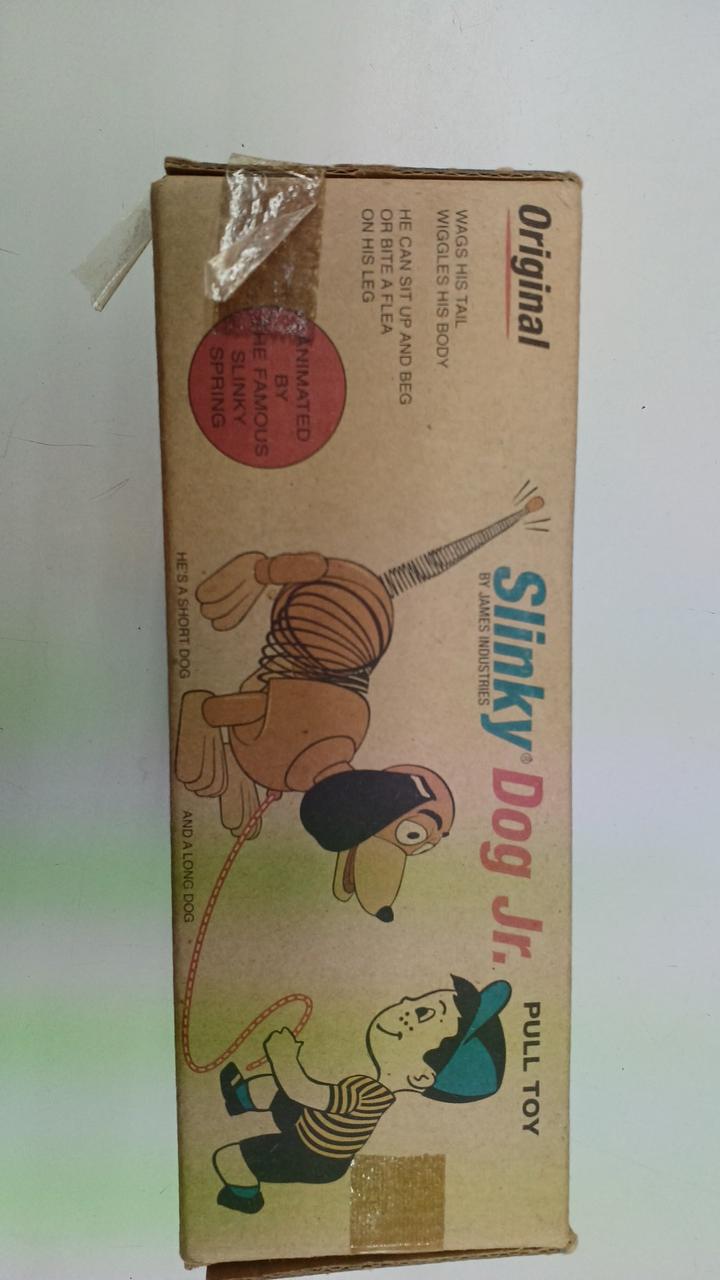 Original
Slinky® Dog Jr. PULL TOY
BY JAMES INDUSTRIES
WAGS HIS TAIL
WIGGLES HIS BODY
HE CAN SIT UP AND BEG
OR BITE A FLEA
ON HIS LEG
ANIMATED
BY
THE FAMOUS
SLINKY
SPRING
HE'S A SHORT DOG
AND A LONG DOG